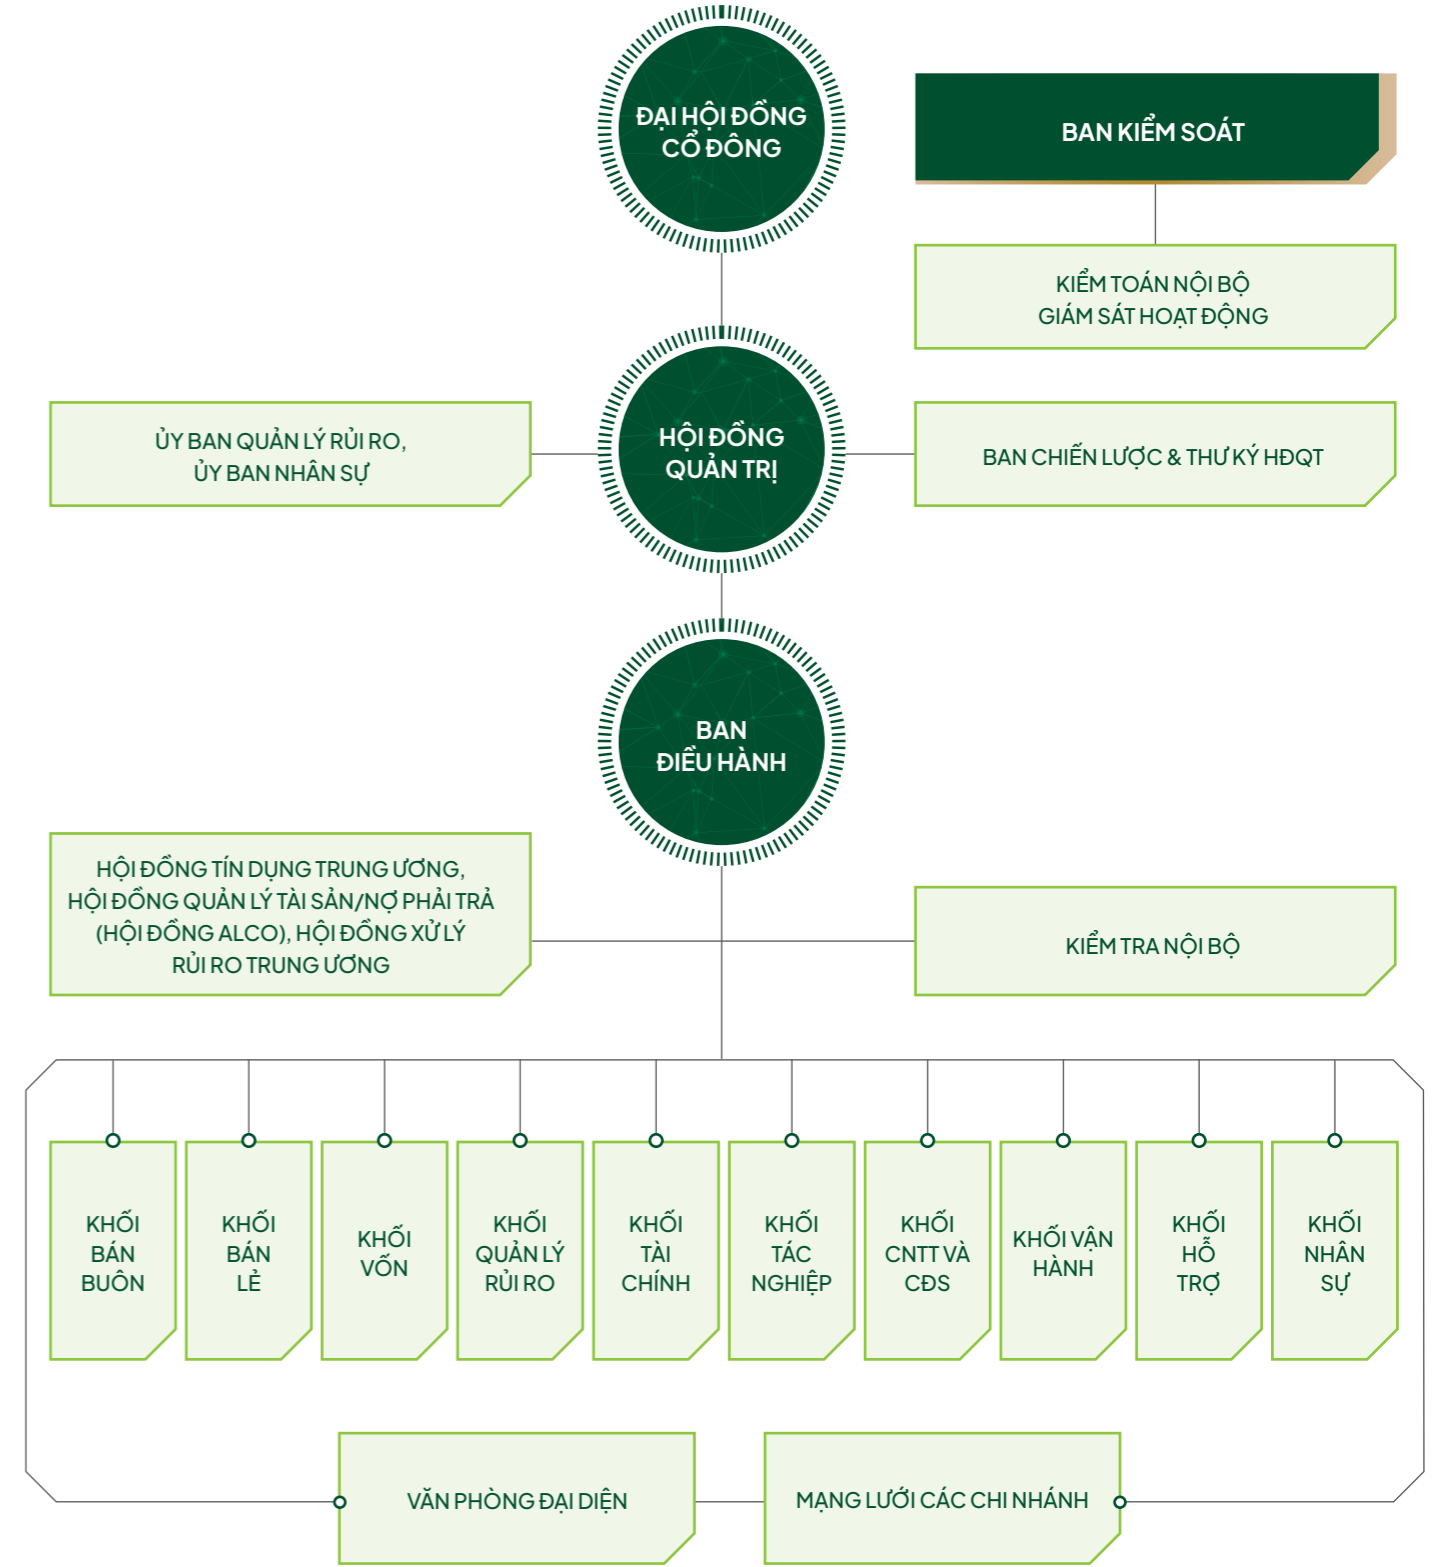 ĐẠI HỘI ĐỒNG
CỔ ĐÔNG
BAN KIỂM SOÁT
KIỂM TOÁN NỘI BỘ
GIÁM SÁT HOẠT ĐỘNG
ỦY BAN QUẢN LÝ RỦI RO,
ỦY BAN NHÂN SỰ
HỘI ĐỒNG
QUẢN TRỊ
BAN CHIẾN LƯỢC & THƯ KÝ HĐQT
BAN
ĐIỀU HÀNH
HỘI ĐỒNG TÍN DỤNG TRUNG ƯƠNG,
HỘI ĐỒNG QUẢN LÝ TÀI SẢN/NỢ PHẢI TRẢ
(HỘI ĐỒNG ALCO), HỘI ĐỒNG XỬ LÝ
RỦI RO TRUNG ƯƠNG
KIỂM TRA NỘI BỘ
KHỐI
BÁN
BUÔN
KHỐI
BÁN
LẺ
KHỐI
VỐN
KHỐI
QUẢN LÝ
RỦI RO
KHỐI
TÀI
CHÍNH
KHỐI
TÁC
NGHIỆP
KHỐI
CNTT VÀ
CĐS
KHỐI VẬN
HÀNH
KHỐI
HỖ
TRỢ
KHỐI
NHÂN
SỰ
VĂN PHÒNG ĐẠI DIỆN
MẠNG LƯỚI CÁC CHI NHÁNH